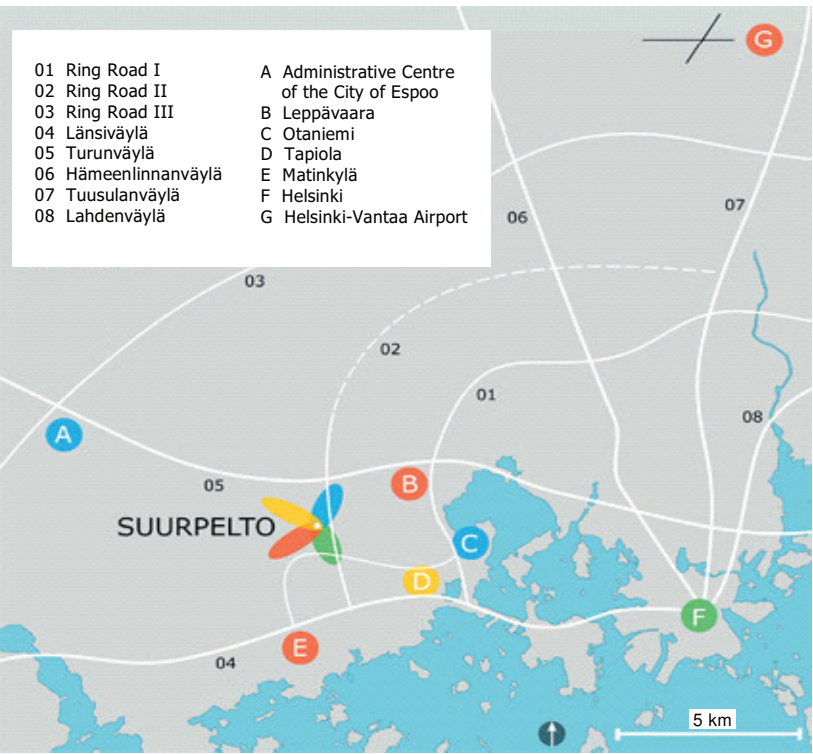 01 Ring Road I
02 Ring Road II
03 Ring Road III
04 Länsiväylä
05 Turunväylä
06 Hämeenlinnanväylä
07 Tuusulanväylä
08 Lahdenväylä
A Administrative Centre
of the City of Espoo
B Leppävaara
C Otaniemi
D Tapiola
E Matinkylä
F Helsinki
G Helsinki-Vantaa Airport
G
06
07
03
02
01
08
A
05
B
SUURPELTO
C
D
F
E
04
5 km